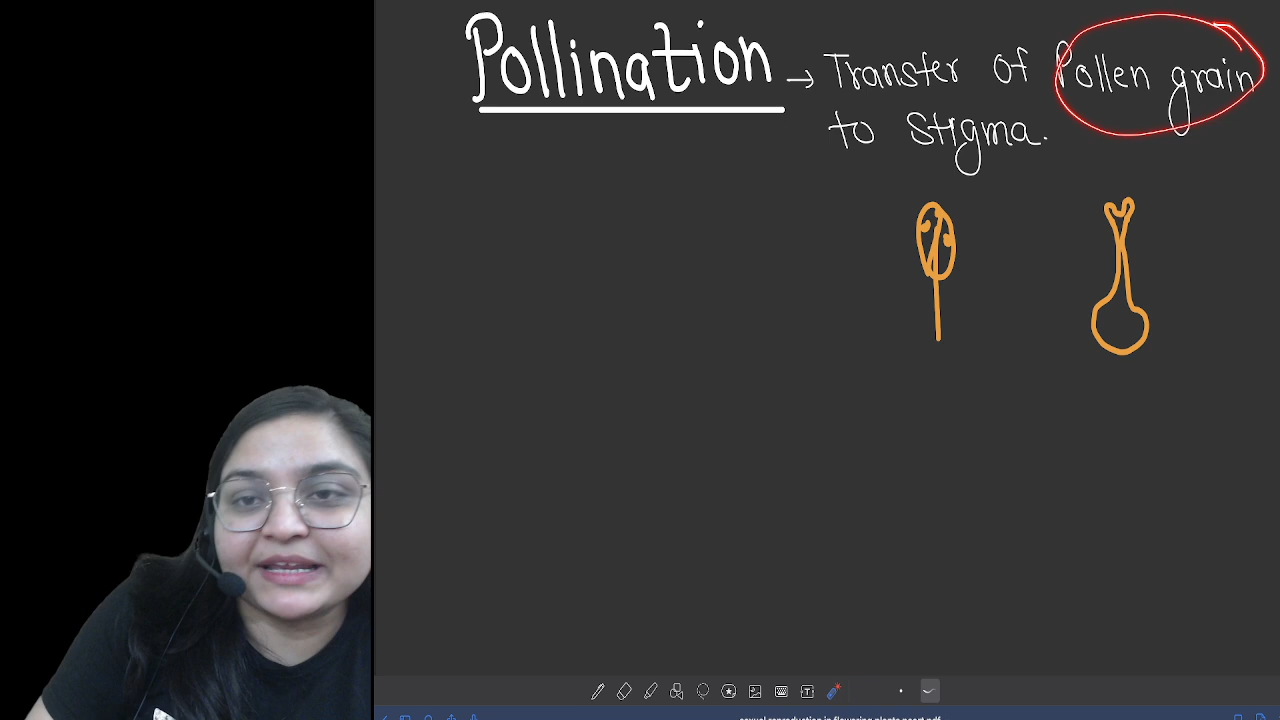 Pollination → Transfer of Pollen grain
to Stigma.